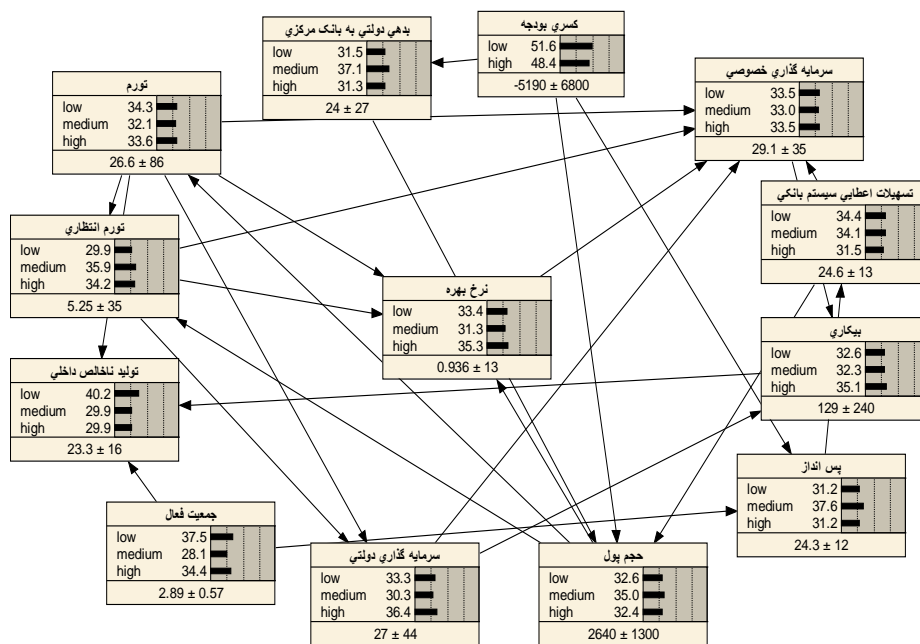 بدهي دولتي به بانک مرکزي
low 31.5
medium 37.1
high 31.3
24 ± 27
کسري بودجه
low 51.6
high 48.4
-5190 ± 6800
سرمايه گذاري خصوصي
low 33.5
medium 33.0
high 33.5
29.1 ± 35
تورم
low 34.3
medium 32.1
high 33.6
26.6 ± 86
تسهيلات اعطايي سيستم بانکي
low 34.4
medium 34.1
high 31.5
24.6 ± 13
تورم انتظاري
low 29.9
medium 35.9
high 34.2
5.25 ± 35
نرخ بهره
low 33.4
medium 31.3
high 35.3
0.936 ± 13
بيکاري
low 32.6
medium 32.3
high 35.1
129 ± 240
توليد ناخالص داخلي
low 40.2
medium 29.9
high 29.9
23.3 ± 16
پس انداز
low 31.2
medium 37.6
high 31.2
24.3 ± 12
جمعيت فعال
low 37.5
medium 28.1
high 34.4
2.89 ± 0.57
سرمايه گذاري دولتي
low 33.3
medium 30.3
high 36.4
27 ± 44
حجم پول
low 32.6
medium 35.0
high 32.4
2640 ± 1300